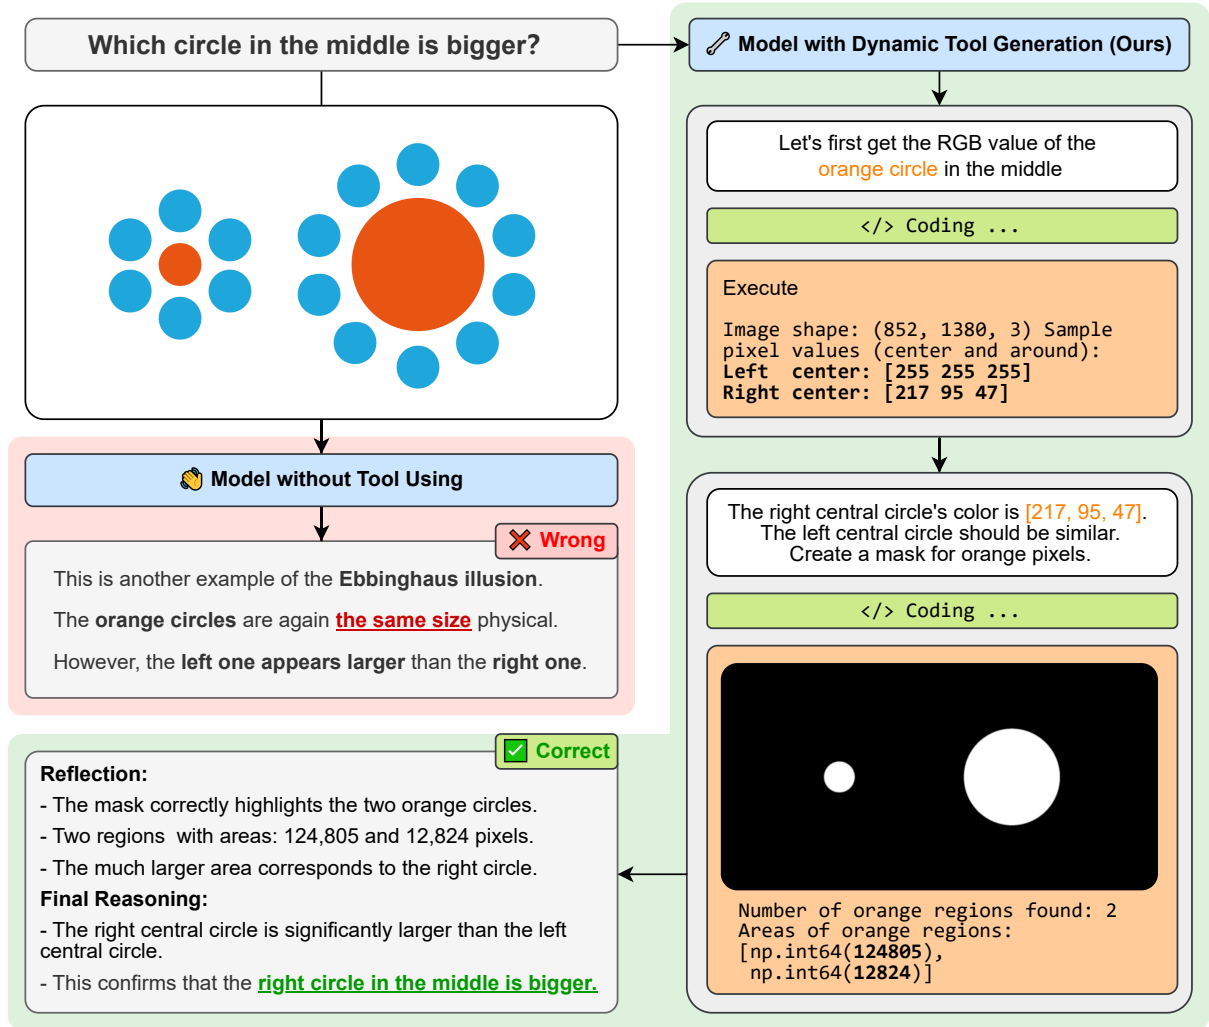 Which circle in the middle is bigger?
Model with Dynamic Tool Generation (Ours)
Let's first get the RGB value of the
orange circle in the middle
</> Coding ...
Execute
Image shape: (852, 1380, 3) Sample
pixel values (center and around):
Left  center: [255 255 255]
Right center: [217 95 47]
Model without Tool Using
Wrong
This is another example of the Ebbinghaus illusion.
The orange circles are again the same size physical.
However, the left one appears larger than the right one.
The right central circle's color is [217, 95, 47].
The left central circle should be similar.
Create a mask for orange pixels.
</> Coding ...
Number of orange regions found: 2
Areas of orange regions:
[np.int64(124805),
np.int64(12824)]
Correct
Reflection:
- The mask correctly highlights the two orange circles.
- Two regions  with areas: 124,805 and 12,824 pixels.
- The much larger area corresponds to the right circle.
Final Reasoning:
- The right central circle is significantly larger than the left
central circle.
- This confirms that the right circle in the middle is bigger.